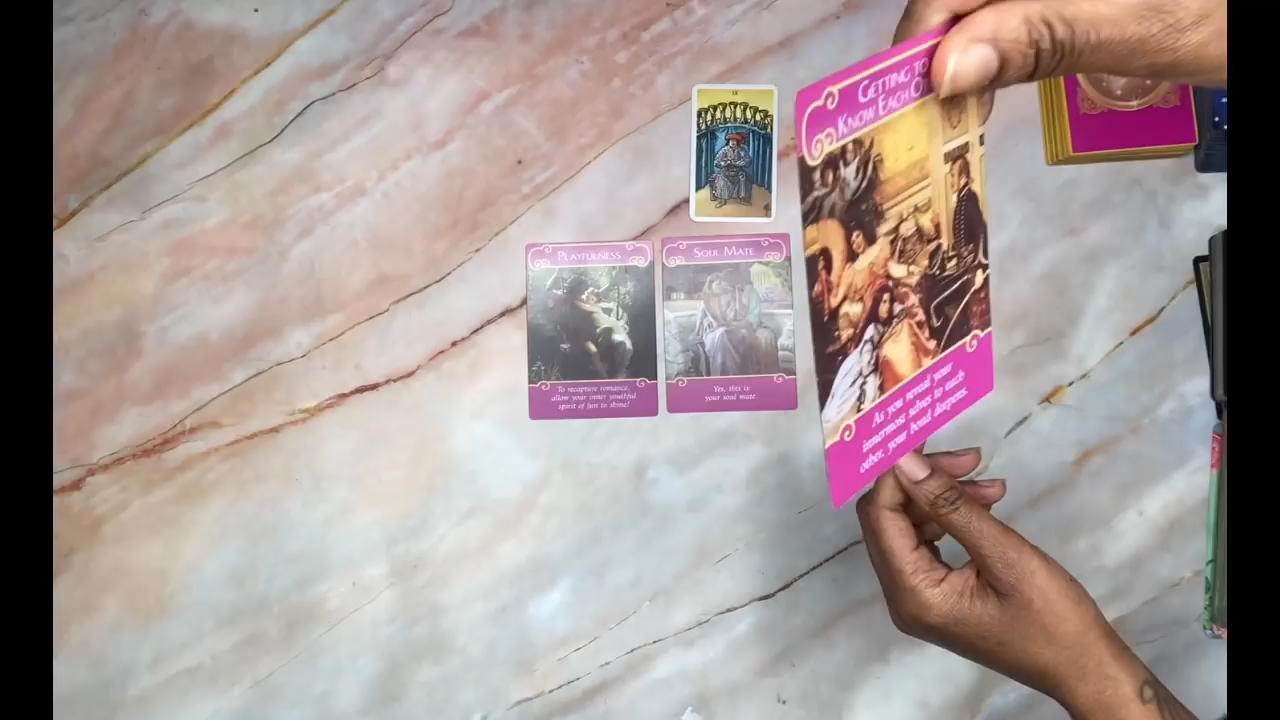 IX
PLAYFULNESS
To recapture romance,
allow your inner youthful
spirit of fun to shine!
SOUL MATE
Yes, this is
your soul mate
GETTING TO
KNOW EACH
As you reveal your
innermost selves to each
other, your bond deepens.